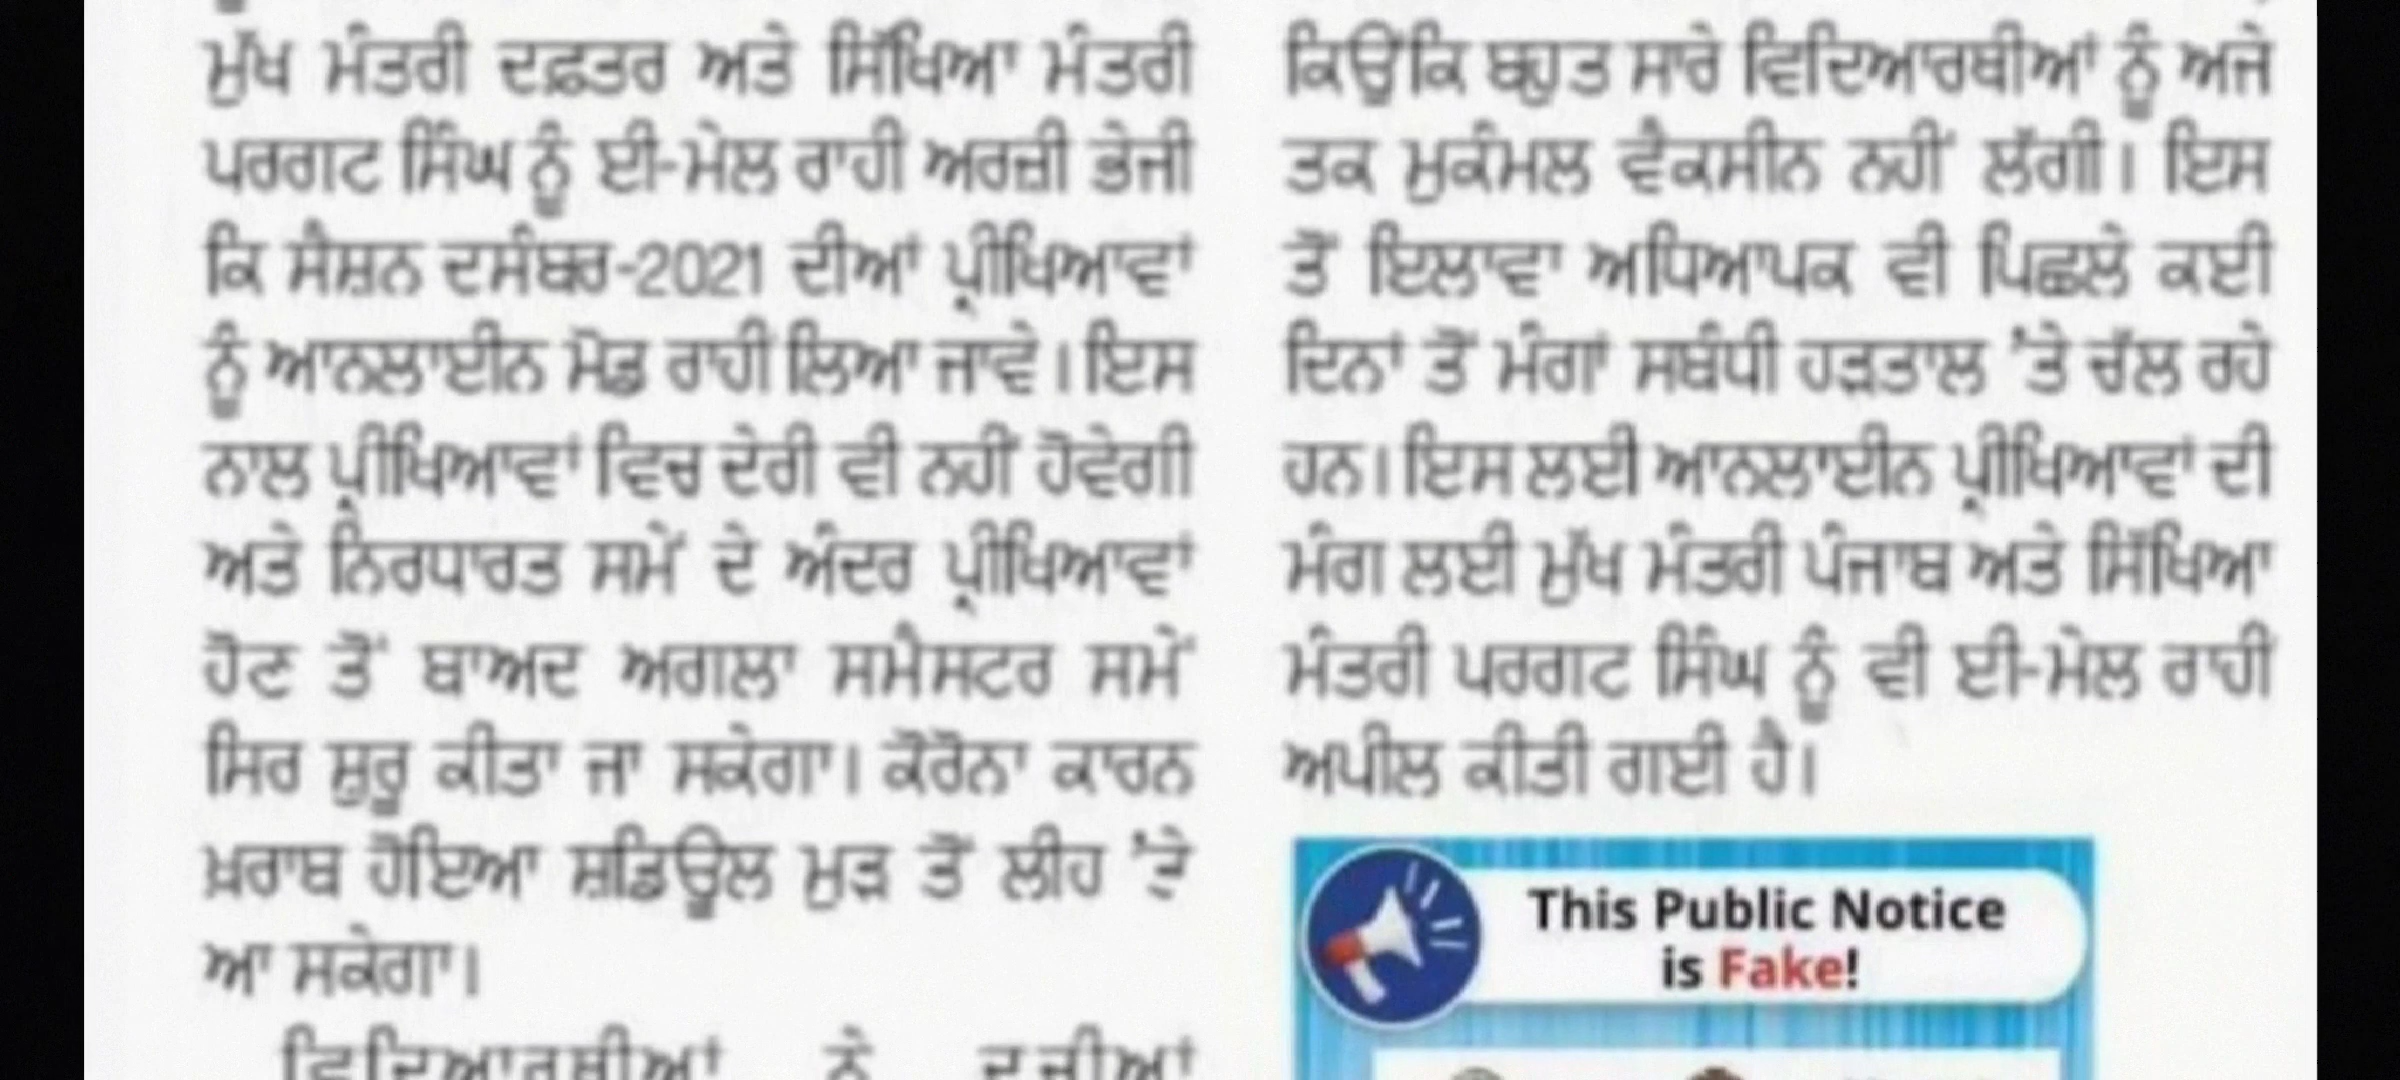 ਮੁੱਖ ਮੰਤਰੀ ਦਫ਼ਤਰ ਅਤੇ ਸਿੱਖਿਆ ਮੰਤਰੀ
ਪਰਗਟ ਸਿੰਘ ਨੂੰ ਈ-ਮੇਲ ਰਾਹੀ ਅਰਜ਼ੀ ਭੇਜੀ
ਕਿ ਸੈਸ਼ਨ ਦਸੰਬਰ-2021 ਦੀਆਂ ਪ੍ਰੀਖਿਆਵਾਂ
ਨੂੰ ਆਨਲਾਈਨ ਮੋਡ ਰਾਹੀਂ ਲਿਆ ਜਾਵੇ। ਇਸ
ਨਾਲ ਪ੍ਰੀਖਿਆਵਾਂ ਵਿਚ ਦੇਰੀ ਵੀ ਨਹੀਂ ਹੋਵੇਗੀ
ਅਤੇ ਨਿਰਧਾਰਤ ਸਮੇਂ ਦੇ ਅੰਦਰ ਪ੍ਰੀਖਿਆਵਾਂ
ਹੋਣ ਤੋਂ ਬਾਅਦ ਅਗਲਾ ਸਮੈਸਟਰ ਸਮੇਂ
ਸਿਰ ਸ਼ੁਰੂ ਕੀਤਾ ਜਾ ਸਕੇਗਾ। ਕੋਰੋਨਾ ਕਾਰਨ
ਖ਼ਰਾਬ ਹੋਇਆ ਸ਼ਡਿਊਲ ਮੁੜ ਤੋਂ ਲੀਹ 'ਤੇ
ਆ ਸਕੇਗਾ।
ਵਿਦਿਆਰਥੀਆਂ ਨੇ
ਕਿਉਂਕਿ ਬਹੁਤ ਸਾਰੇ ਵਿਦਿਆਰਥੀਆਂ ਨੂੰ ਅਜੇ
ਤਕ ਮੁਕੰਮਲ ਵੈਕਸੀਨ ਨਹੀਂ ਲੱਗੀ। ਇਸ
ਤੋਂ ਇਲਾਵਾ ਅਧਿਆਪਕ ਵੀ ਪਿਛਲੇ ਕਈ
ਦਿਨਾਂ ਤੋਂ ਮੰਗਾਂ ਸਬੰਧੀ ਹੜਤਾਲ 'ਤੇ ਚੱਲ ਰਹੇ
ਹਨ। ਇਸ ਲਈ ਆਨਲਾਈਨ ਪ੍ਰੀਖਿਆਵਾਂ ਦੀ
ਮੰਗ ਲਈ ਮੁੱਖ ਮੰਤਰੀ ਪੰਜਾਬ ਅਤੇ ਸਿੱਖਿਆ
ਮੰਤਰੀ ਪਰਗਟ ਸਿੰਘ ਨੂੰ ਵੀ ਈ-ਮੇਲ ਰਾਹੀਂ
ਅਪੀਲ ਕੀਤੀ ਗਈ ਹੈ।
This Public Notice
is Fake!